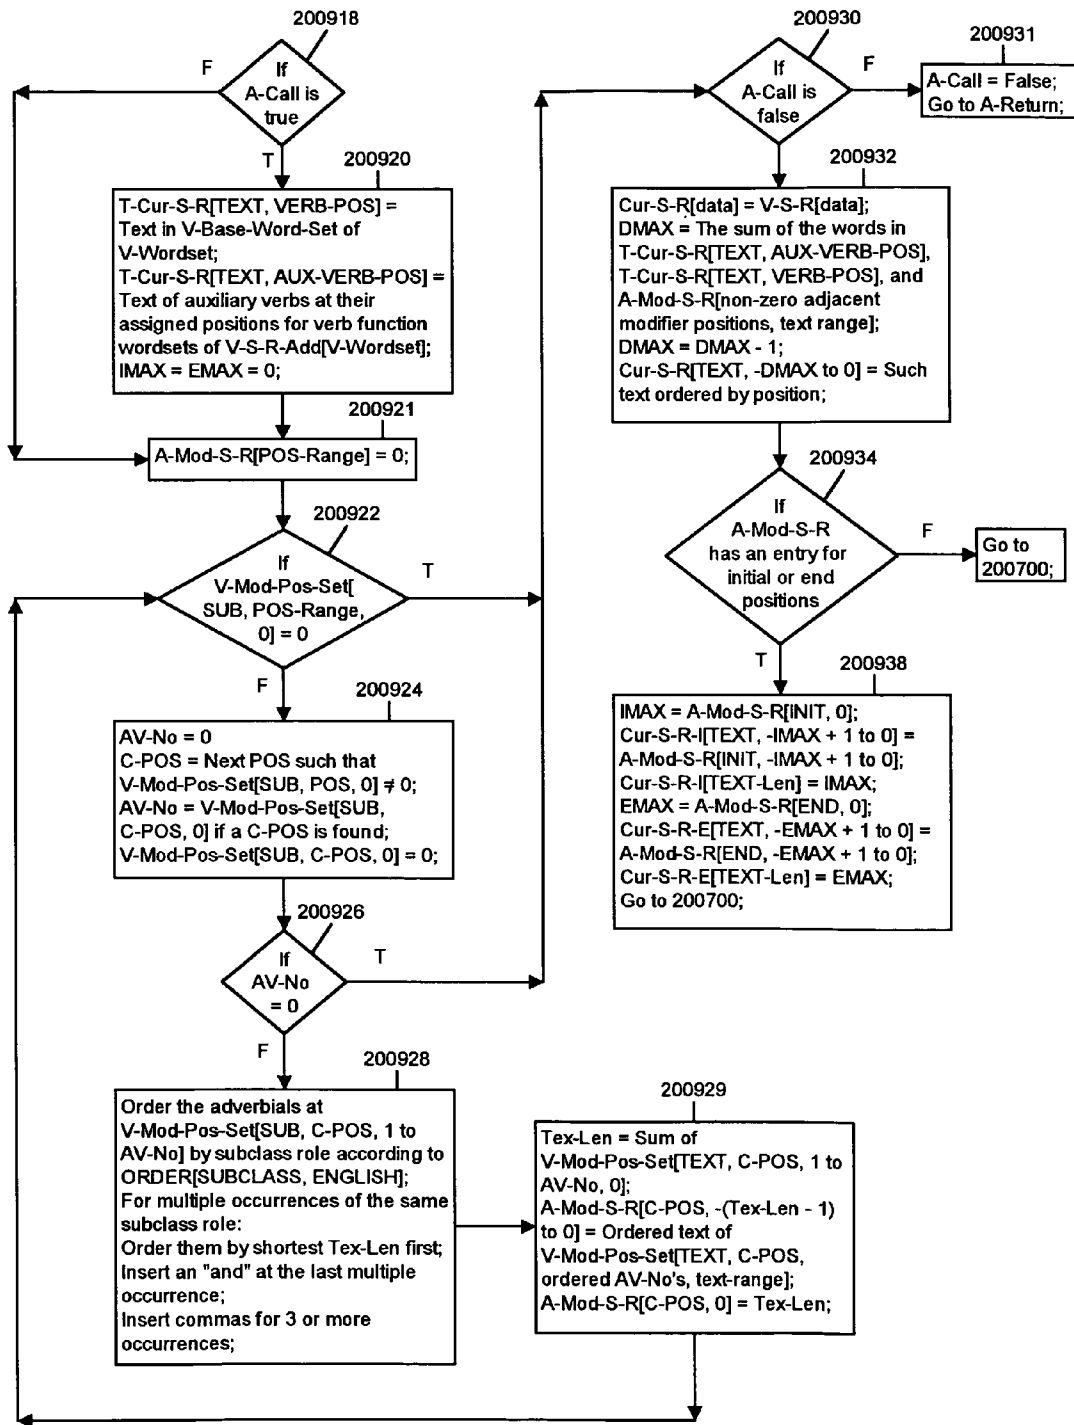 200918
F
If
A-Call is
true
T
200920
T-Cur-S-R[TEXT, VERB-POS] =
Text in V-Base-Word-Set of
V-Wordset;
T-Cur-S-R[TEXT, AUX-VERB-POS] =
Text of auxiliary verbs at their
assigned positions for verb function
wordsets of V-S-R-Add[V-Wordset];
IMAX = EMAX = 0;
200921
A-Mod-S-R[POS-Range] = 0;
200922
If
V-Mod-Pos-Set[
SUB, POS-Range,
0] = 0
T
F
200924
AV-No = 0
C-POS = Next POS such that
V-Mod-Pos-Set[SUB, POS, 0] ≠ 0;
AV-No = V-Mod-Pos-Set[SUB,
C-POS, 0] if a C-POS is found;
V-Mod-Pos-Set[SUB, C-POS, 0] = 0;
200926
If
AV-No
= 0
T
F
200928
Order the adverbials at
V-Mod-Pos-Set[SUB, C-POS, 1 to
AV-No] by subclass role according to
ORDER[SUBCLASS, ENGLISH];
For multiple occurrences of the same
subclass role:
Order them by shortest Tex-Len first;
Insert an "and" at the last multiple
occurrence;
Insert commas for 3 or more
occurrences;
200929
Tex-Len = Sum of
V-Mod-Pos-Set[TEXT, C-POS, 1 to
AV-No, 0];
A-Mod-S-R[C-POS, -(Tex-Len - 1)
to 0] = Ordered text of
V-Mod-Pos-Set[TEXT, C-POS,
ordered AV-No's, text-range];
A-Mod-S-R[C-POS, 0] = Tex-Len;
200930
If
A-Call is
false
F
200931
A-Call = False;
Go to A-Return;
T
200932
Cur-S-R[data] = V-S-R[data];
DMAX = The sum of the words in
T-Cur-S-R[TEXT, AUX-VERB-POS],
T-Cur-S-R[TEXT, VERB-POS], and
A-Mod-S-R[non-zero adjacent
modifier positions, text range];
DMAX = DMAX - 1;
Cur-S-R[TEXT, -DMAX to 0] = Such
text ordered by position;
200934
If
A-Mod-S-R
has an entry for
initial or end
positions
F
Go to
200700;
T
200938
IMAX = A-Mod-S-R[INIT, 0];
Cur-S-R-I[TEXT, -IMAX + 1 to 0] =
A-Mod-S-R[INIT, -IMAX + 1 to 0];
Cur-S-R-I[TEXT-Len] = IMAX;
EMAX = A-Mod-S-R[END, 0];
Cur-S-R-E[TEXT, -EMAX + 1 to 0] =
A-Mod-S-R[END, -EMAX + 1 to 0];
Cur-S-R-E[TEXT-Len] = EMAX;
Go to 200700;